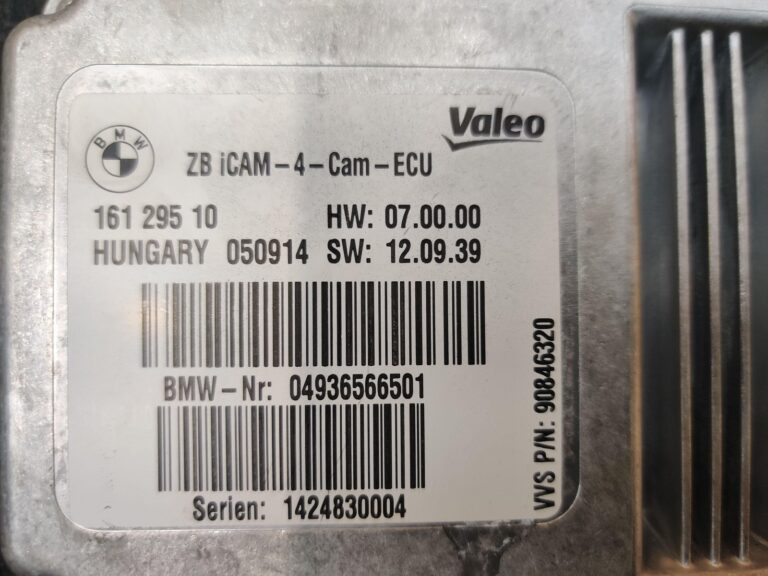 BMW
Valeo
ZB iCAM-4-Cam-ECU
161 295 10 HW: 07.00.00
HUNGARY 050914 SW: 12.09.39
BMW-Nr: 04936566501
Serien: 1424830004
VVS P/N: 90846320